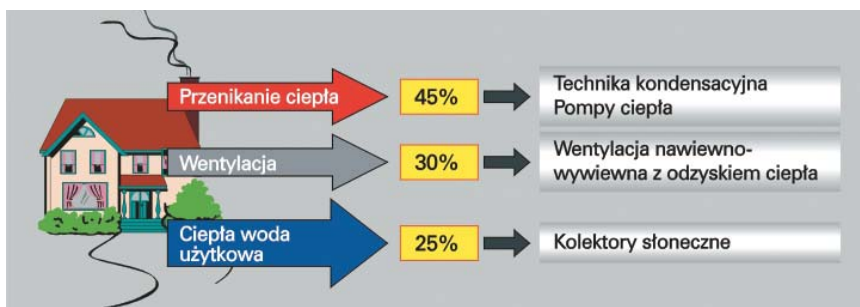 Przenikanie ciepła
45%
Technika kondensacyjna
Pompy ciepła
Wentylacja
30%
Wentylacja nawiewno-
wywiewna z odzyskiem ciepła
Ciepła woda
użytkowa
25%
Kolektory słoneczne